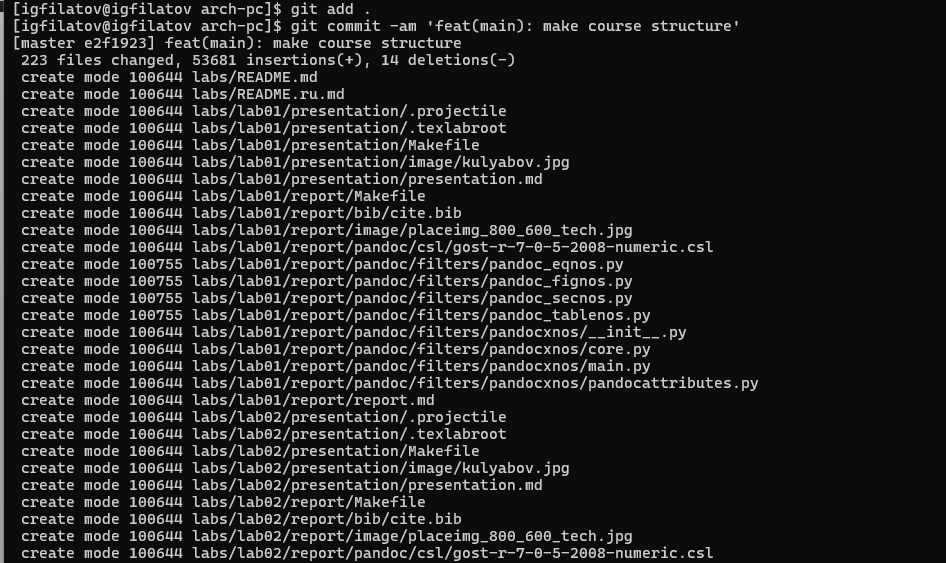 [igfilatov@igfilatov arch-pc]$ git add .
[igfilatov@igfilatov arch-pc]$ git commit -am 'feat(main): make course structure'
[master e2f1923] feat(main): make course structure
 223 files changed, 53681 insertions(+), 14 deletions(-)
 create mode 100644 labs/README.md
 create mode 100644 labs/README.ru.md
 create mode 100644 labs/lab01/presentation/.projectile
 create mode 100644 labs/lab01/presentation/.texlabroot
 create mode 100644 labs/lab01/presentation/Makefile
 create mode 100644 labs/lab01/presentation/image/kulyabov.jpg
 create mode 100644 labs/lab01/presentation/presentation.md
 create mode 100644 labs/lab01/report/Makefile
 create mode 100644 labs/lab01/report/bib/cite.bib
 create mode 100644 labs/lab01/report/image/placeimg_800_600_tech.jpg
 create mode 100644 labs/lab01/report/pandoc/csl/gost-r-7-0-5-2008-numeric.csl
 create mode 100755 labs/lab01/report/pandoc/filters/pandoc_eqnos.py
 create mode 100755 labs/lab01/report/pandoc/filters/pandoc_fignos.py
 create mode 100755 labs/lab01/report/pandoc/filters/pandoc_secnos.py
 create mode 100755 labs/lab01/report/pandoc/filters/pandoc_tablenos.py
 create mode 100644 labs/lab01/report/pandoc/filters/pandocxnos/__init__.py
 create mode 100644 labs/lab01/report/pandoc/filters/pandocxnos/core.py
 create mode 100644 labs/lab01/report/pandoc/filters/pandocxnos/main.py
 create mode 100644 labs/lab01/report/pandoc/filters/pandocxnos/pandocattributes.py
 create mode 100644 labs/lab01/report/report.md
 create mode 100644 labs/lab02/presentation/.projectile
 create mode 100644 labs/lab02/presentation/.texlabroot
 create mode 100644 labs/lab02/presentation/Makefile
 create mode 100644 labs/lab02/presentation/image/kulyabov.jpg
 create mode 100644 labs/lab02/presentation/presentation.md
 create mode 100644 labs/lab02/report/Makefile
 create mode 100644 labs/lab02/report/bib/cite.bib
 create mode 100644 labs/lab02/report/image/placeimg_800_600_tech.jpg
 create mode 100644 labs/lab02/report/pandoc/csl/gost-r-7-0-5-2008-numeric.csl